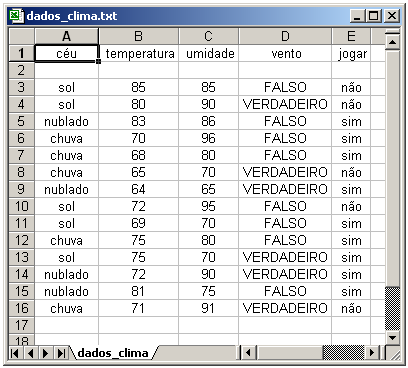 dados_clima.txt
A B C D E
1 céu temperatura umidade vento jogar
2
3 sol 85 85 FALSO não
4 sol 80 90 VERDADEIRO não
5 nublado 83 86 FALSO sim
6 chuva 70 96 FALSO sim
7 chuva 68 80 FALSO sim
8 chuva 65 70 VERDADEIRO não
9 nublado 64 65 VERDADEIRO sim
10 sol 72 95 FALSO não
11 sol 69 70 FALSO sim
12 chuva 75 80 FALSO sim
13 sol 75 70 VERDADEIRO sim
14 nublado 72 90 VERDADEIRO sim
15 nublado 81 75 FALSO sim
16 chuva 71 91 VERDADEIRO não
17
18
dados_clima